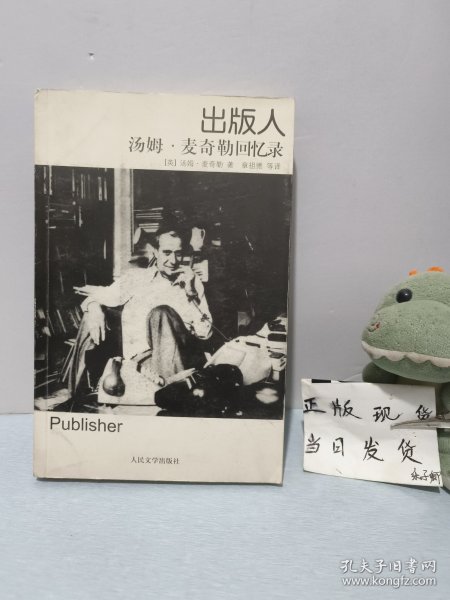 出版人
汤姆·麦奇勒回忆录
[英] 汤姆·麦奇勒 著 章祖德 等译
Publisher
人民文学出版社
正版现货
当日发货
孔夫子旧书网
www.kongfz.com